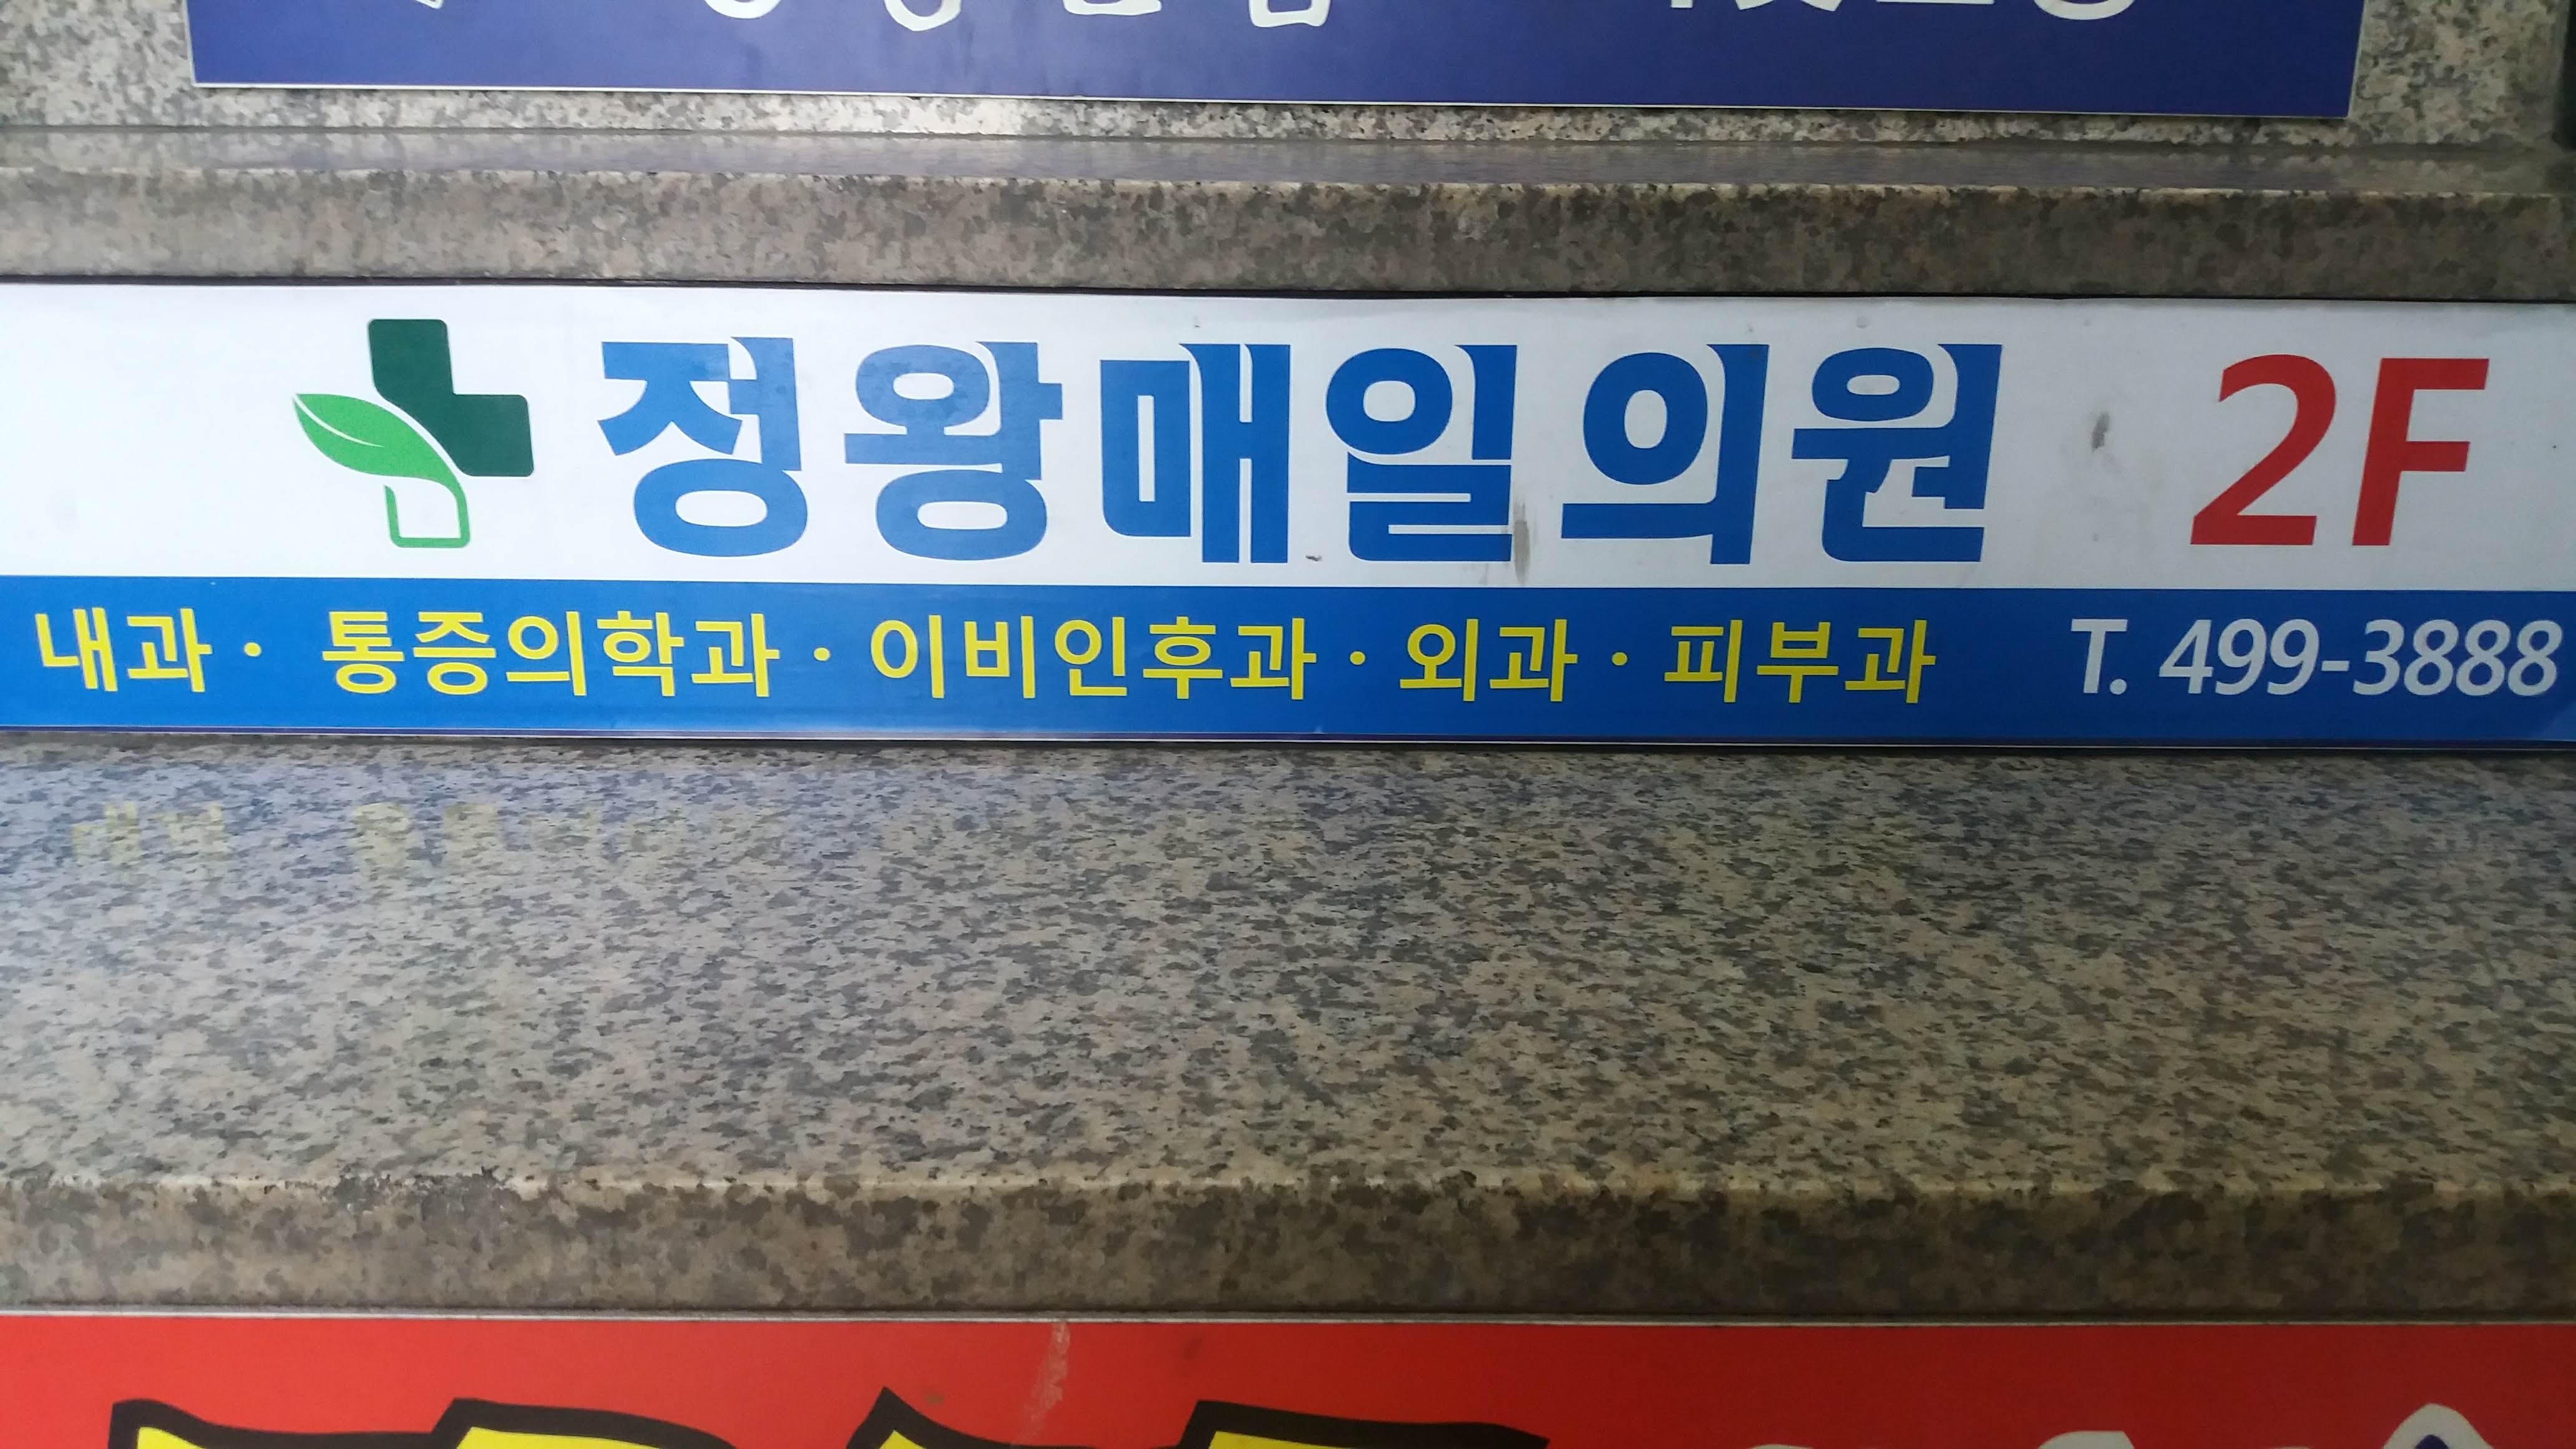 정왕매일의원 2F
내과 · 통증의학과 · 이비인후과 · 외과 · 피부과 T. 499-3888